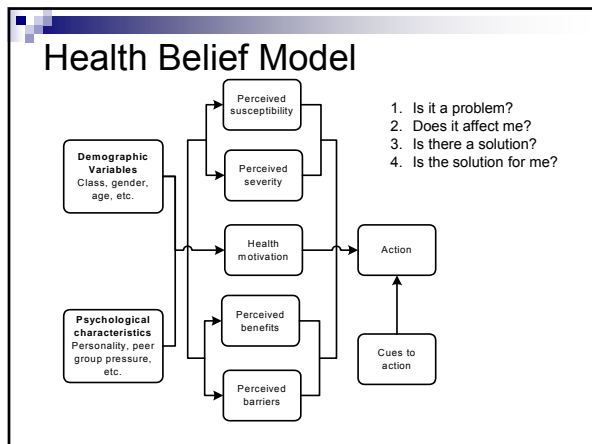 Health Belief Model
Perceived
susceptibility
1. Is it a problem?
2. Does it affect me?
3. Is there a solution?
4. Is the solution for me?
Demographic
Variables
Class, gender,
age, etc.
Perceived
severity
Health
motivation
Action
Psychological
characteristics
Personality, peer
group pressure,
etc.
Perceived
benefits
Cues to
action
Perceived
barriers